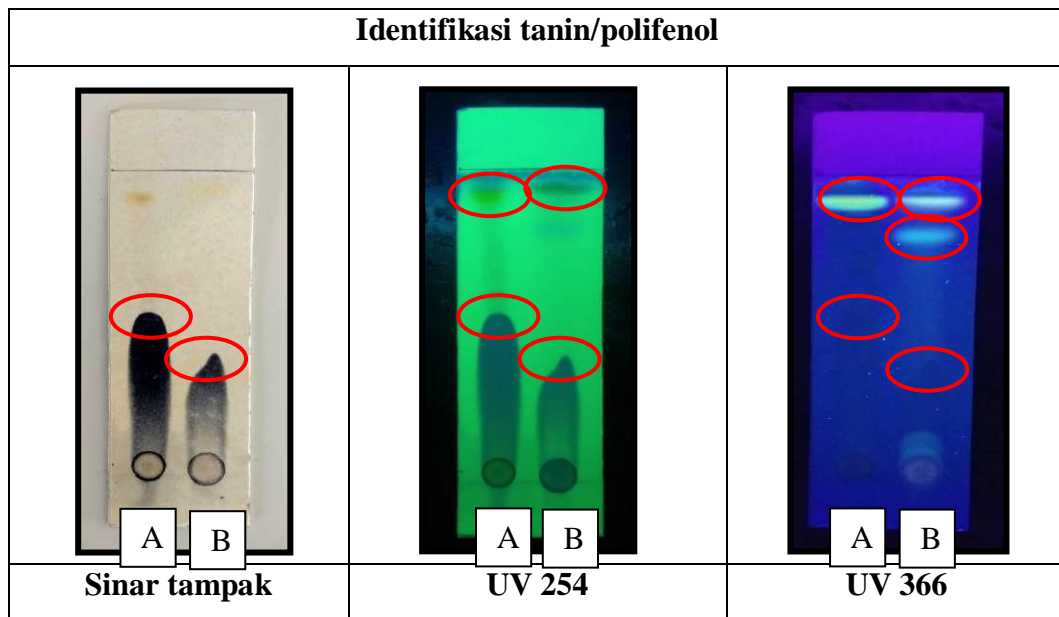 Identifikasi tanin/polifenol
A B
A B
A B
Sinar tampak
UV 254
UV 366